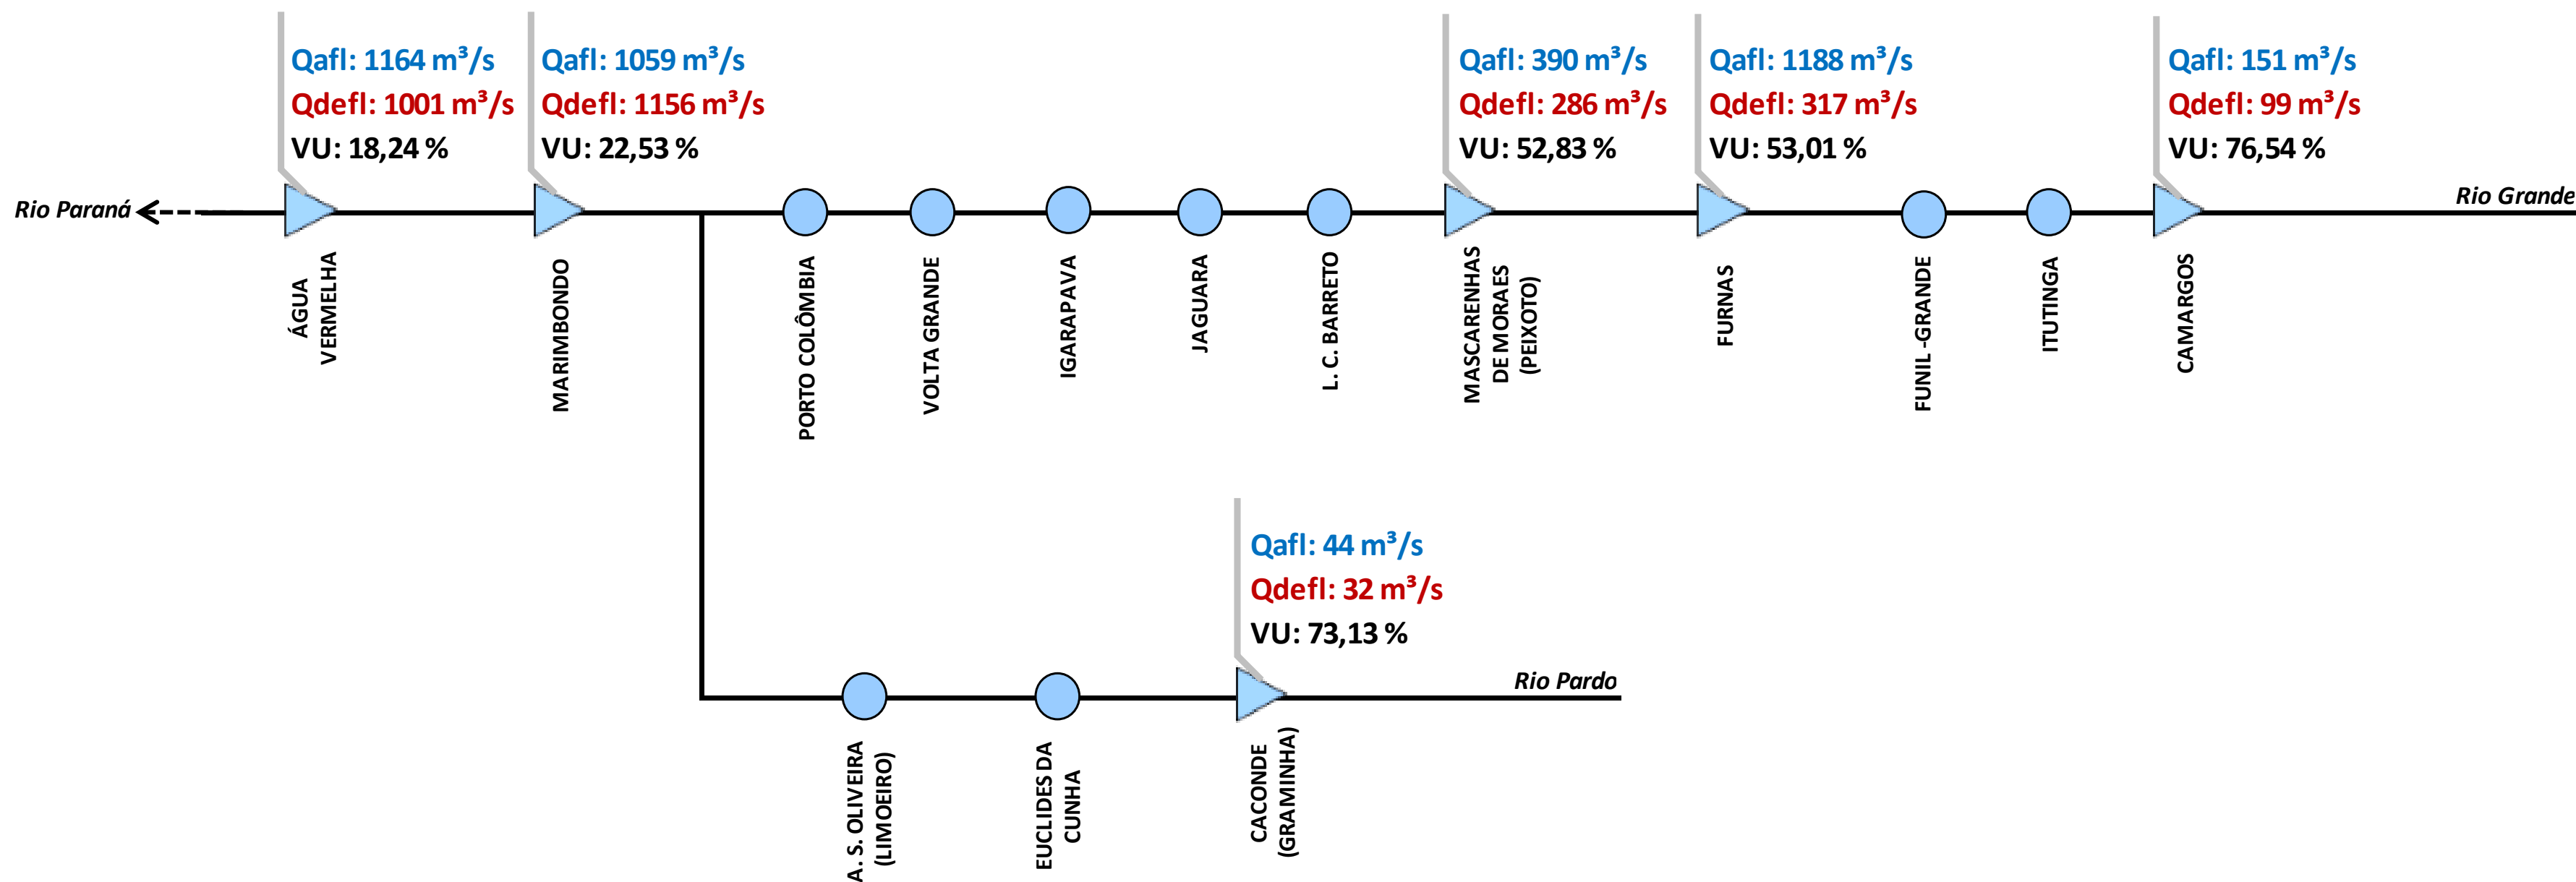 Qafl: 1164 m³/s
Qdefl: 1001 m³/s
VU: 18,24 %
Qafl: 1059 m³/s
Qdefl: 1156 m³/s
VU: 22,53 %
Qafl: 390 m³/s
Qdefl: 286 m³/s
VU: 52,83 %
Qafl: 1188 m³/s
Qdefl: 317 m³/s
VU: 53,01 %
Qafl: 151 m³/s
Qdefl: 99 m³/s
VU: 76,54 %
Rio Paraná
Rio Grande
ÁGUA
VERMELHA
MARIMBONDO
PORTO COLÔMBIA
VOLTA GRANDE
IGARAPAVA
JAGUARA
L. C. BARRETO
MASCARENHAS
DE MORAES
(PEIXOTO)
FURNAS
FUNIL -GRANDE
ITUTINGA
CAMARGOS
Qafl: 44 m³/s
Qdefl: 32 m³/s
VU: 73,13 %
Rio Pardo
A. S. OLIVEIRA
(LIMOEIRO)
EUCLIDES DA
CUNHA
CACONDE
(GRAMINHA)